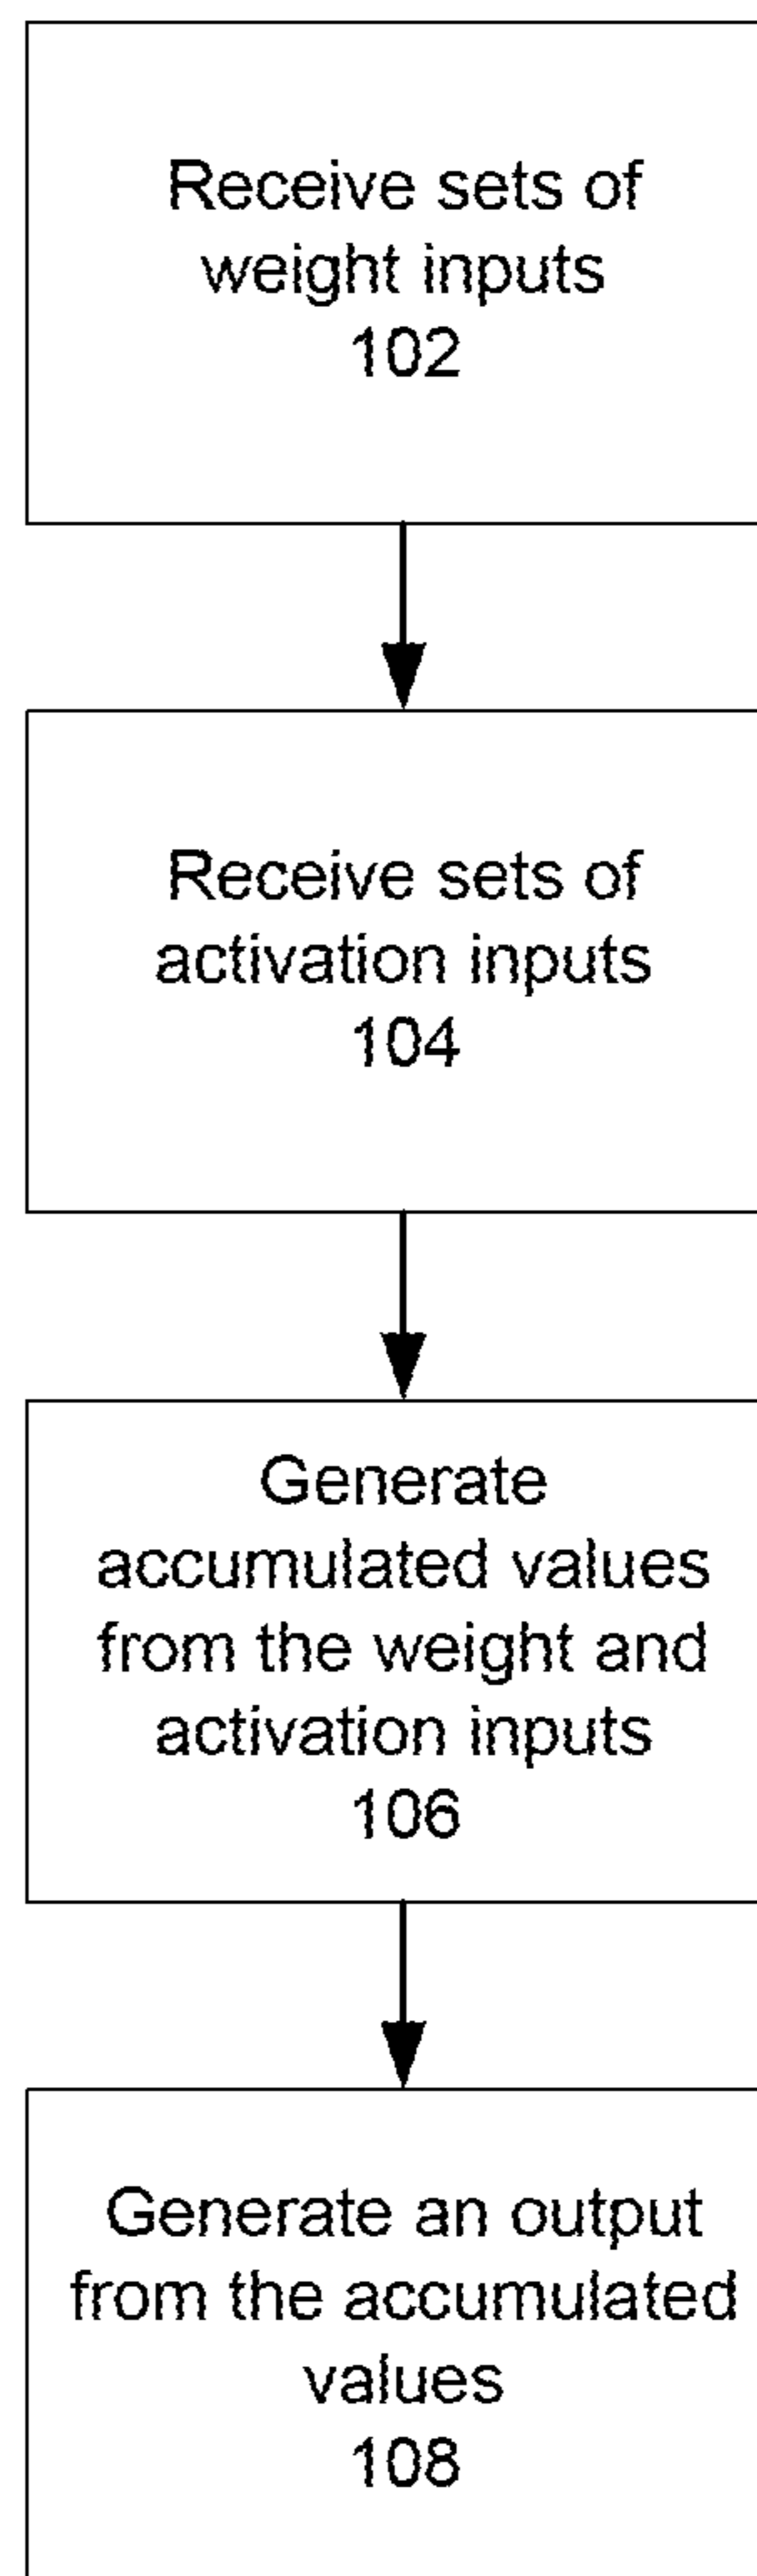 Receive sets of
weight inputs
102
Receive sets of
activation inputs
104
Generate
accumulated values
from the weight and
activation inputs
106
Generate an output
from the accumulated
values
108